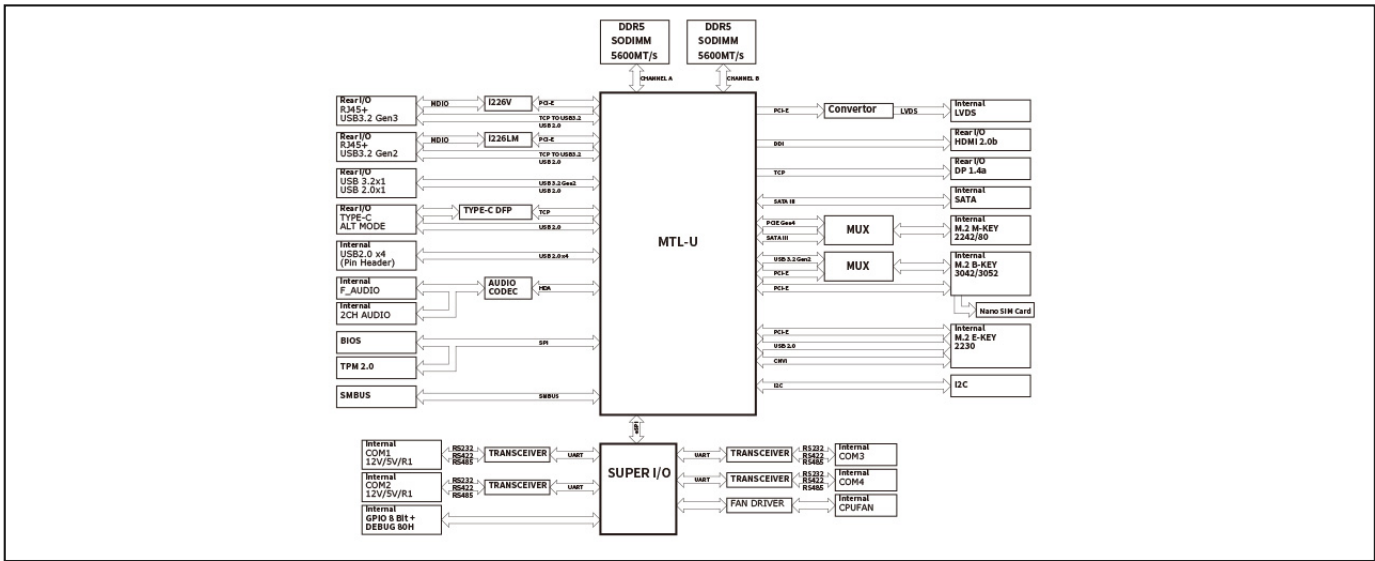 DDR5
SODIMM
5600MT/s
DDR5
SODIMM
5600MT/s
CHANNEL A
CHANNEL B
MTL-U
Rear I/O
RJ45+
USB3.2 Gen3
MDIO
I226V
PCI-E
TCP TO USB3.2
USB 2.0
Rear I/O
RJ45+
USB3.2 Gen2
MDIO
I226LM
PCI-E
TCP TO USB3.2
USB 2.0
Rear I/O
USB 3.2x1
USB 2.0x1
USB 3.2 Gen2
USB 2.0
Rear I/O
TYPE-C
ALT MODE
TYPE-C DFP
TCP
USB 2.0
Internal
USB2.0 x4
(Pin Header)
USB 2.0 x4
Internal
F_AUDIO
AUDIO
CODEC
HDA
Internal
2CH AUDIO
BIOS
SPI
TPM 2.0
SMBUS
SMBUS
PCI-E
Convertor
LVDS
Internal
LVDS
DDI
Rear I/O
HDMI 2.0b
TCP
Rear I/O
DP 1.4a
SATA III
Internal
SATA
PCIE Gen4
SATA III
MUX
Internal
M.2 M-KEY
2242/80
USB 3.2 Gen2
PCI-E
PCI-E
MUX
Internal
M.2 B-KEY
3042/3052
Nano SIM Card
PCI-E
USB 2.0
CNVi
Internal
M.2 E-KEY
2230
I2C
I2C
eSPI
SUPER I/O
Internal
COM1
12V/5V/R1
RS232
RS422
RS485
TRANSCEIVER
UART
Internal
COM2
12V/5V/R1
RS232
RS422
RS485
TRANSCEIVER
UART
Internal
GPIO 8 Bit +
DEBUG 80H
UART
TRANSCEIVER
RS232
RS422
RS485
Internal
COM3
UART
TRANSCEIVER
RS232
RS422
RS485
Internal
COM4
FAN DRIVER
Internal
CPUFAN